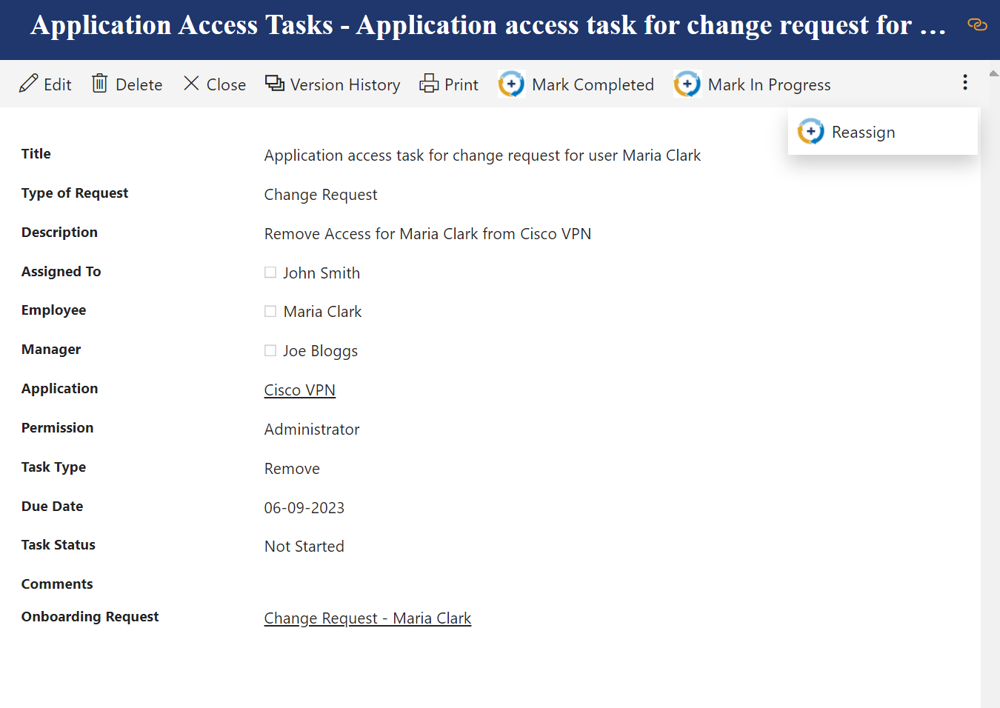 Application Access Tasks - Application access task for change request for ...
Edit Delete Close Version History Print Mark Completed Mark In Progress
Reassign
Title Application access task for change request for user Maria Clark
Type of Request Change Request
Description Remove Access for Maria Clark from Cisco VPN
Assigned To John Smith
Employee Maria Clark
Manager Joe Bloggs
Application Cisco VPN
Permission Administrator
Task Type Remove
Due Date 06-09-2023
Task Status Not Started
Comments
Onboarding Request Change Request - Maria Clark